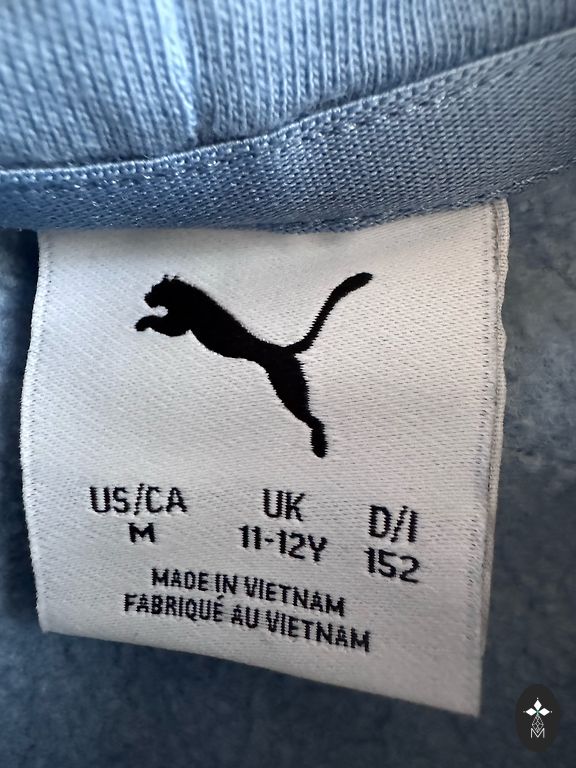 US/CA UK D/I
M 11-12Y 152
MADE IN VIETNAM
FABRIQUÉ AU VIETNAM
M